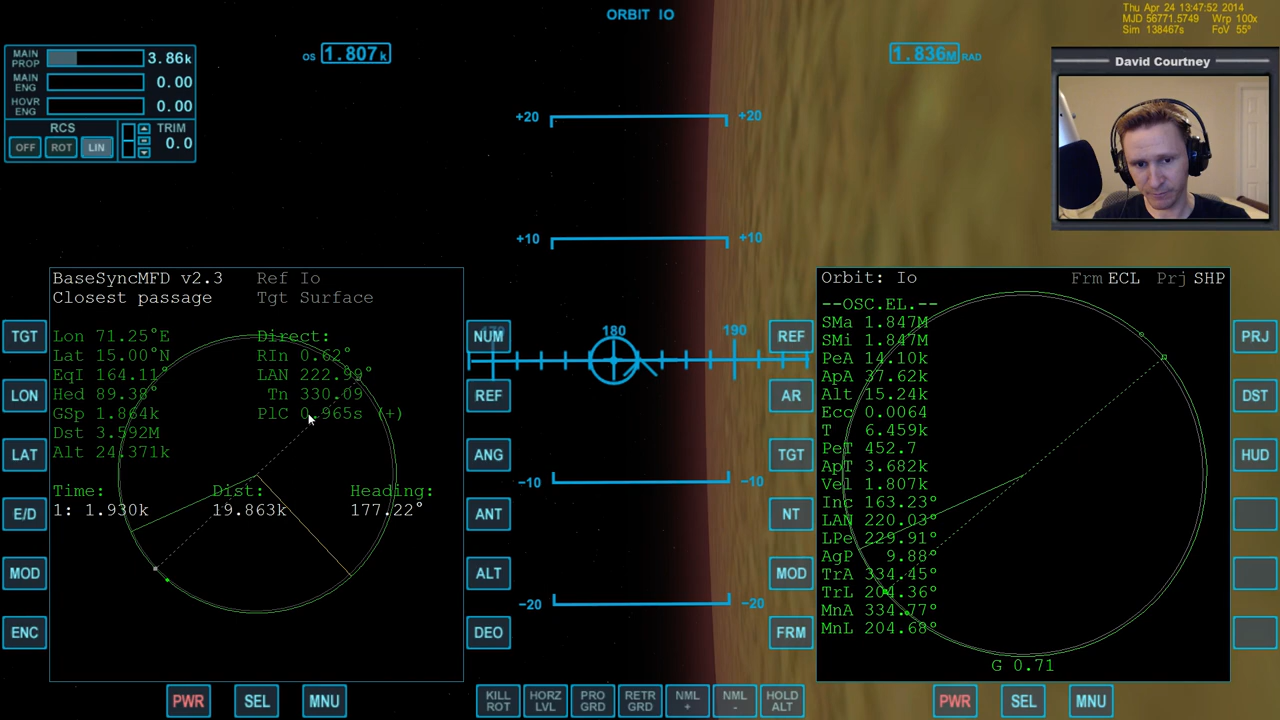 ORBIT IO
Thu Apr 24 13:47:52 2014
MJD 56771.5749 Wrp 100x
Sim 138467s FoV 55°
MAIN PROP 3.86k
MAIN ENG 0.00
HOVR ENG 0.00
RCS TRIM
OFF ROT LIN 0.0
OS 1.807k
1.836M RAD
David Courtney
+20 +20
+10 +10
170 180 190
-10 -10
-20 -20
BaseSyncMFD v2.3 Ref Io
Closest passage Tgt Surface
Lon 71.25°E Direct:
Lat 15.00°N RIn 0.62°
EqI 164.11° LAN 222.99°
Hed 89.38° Tn 330.09
GSp 1.864k PlC 0.965s (+)
Dst 3.592M
Alt 24.371k
Time: Dist: Heading:
1: 1.930k 19.863k 177.22°
TGT
LON
LAT
E/D
MOD
ENC
NUM
REF
ANG
ANT
ALT
DEO
PWR SEL MNU
KILL ROT
HORZ LVL
PRO GRD
RETR GRD
NML +
NML -
HOLD ALT
REF
AR
TGT
NT
MOD
FRM
Orbit: Io Frm ECL Prj SHP
--OSC.EL.--
SMa 1.847M
SMi 1.847M
PeA 14.10k
ApA 37.62k
Alt 15.24k
Ecc 0.0064
T 6.459k
PeT 452.7
ApT 3.682k
Vel 1.807k
Inc 163.23°
LAN 220.03°
LPe 229.91°
AgP 9.88°
TrA 334.45°
TrL 204.36°
MnA 334.77°
MnL 204.68°
G 0.71
PRJ
DST
HUD
PWR SEL MNU